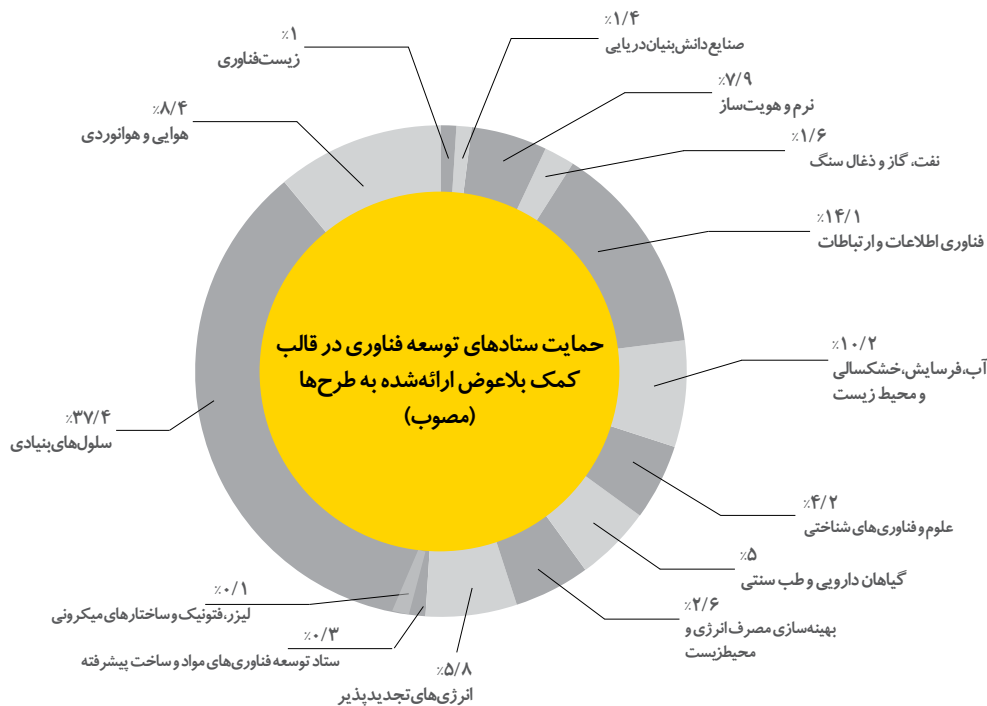 ٪۱/۴
صنایع دانش‌بنیان دریایی
٪۷/۹
نرم و هویت‌ساز
٪۱/۶
نفت، گاز و ذغال سنگ
٪۱۴/۱
فناوری اطلاعات و ارتباطات
٪۱۰/۲
آب، فرسایش، خشکسالی
و محیط زیست
٪۴/۲
علوم و فناوری‌های شناختی
٪۵
گیاهان دارویی و طب سنتی
٪۲/۶
بهینه‌سازی مصرف انرژی و
محیط‌زیست
٪۵/۸
انرژی‌های تجدیدپذیر
٪۰/۳
ستاد توسعه فناوری‌های مواد و ساخت پیشرفته
٪۰/۱
لیزر، فتونیک و ساختارهای میکرونی
٪۳۷/۴
سلول‌های بنیادی
٪۸/۴
هوایی و هوانوردی
٪۱
زیست‌فناوری
حمایت ستادهای توسعه فناوری در قالب
کمک بلاعوض ارائه‌شده به طرح‌ها
(مصوب)